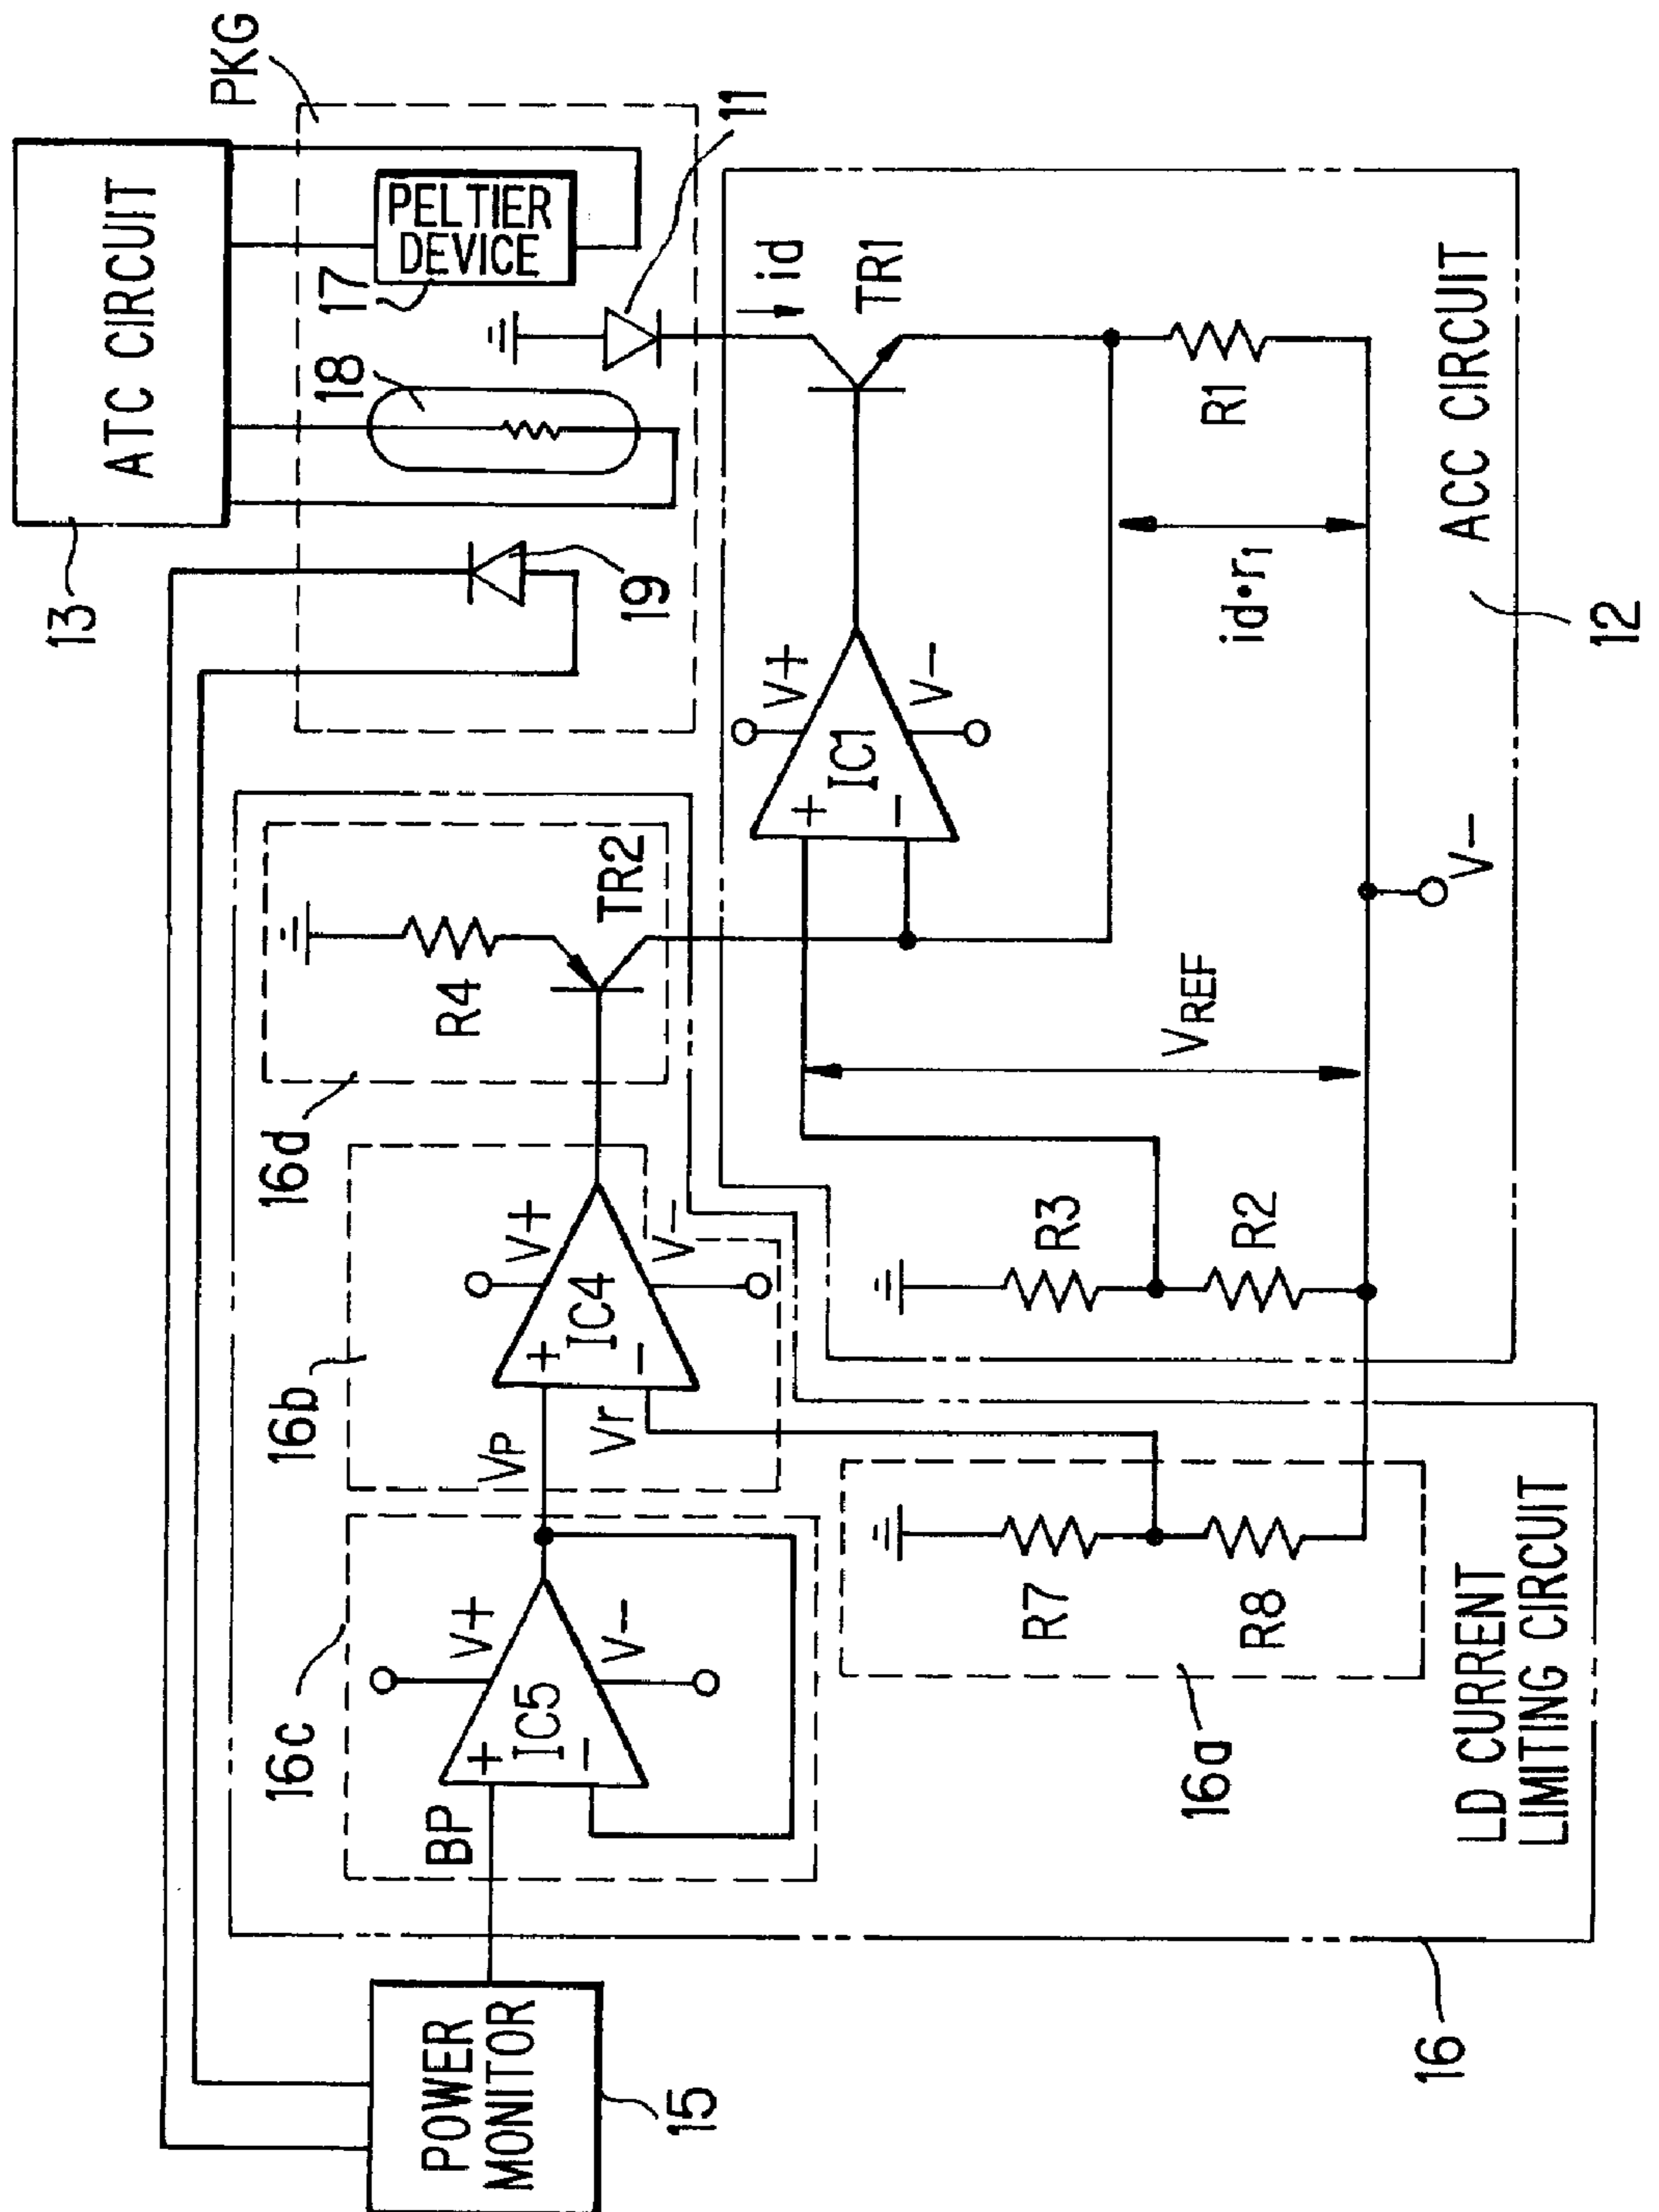 ATC CIRCUIT
13
PKG
PELTIER
DEVICE
17
18
19
11
id
TR1
R1
id•r1
ACC CIRCUIT
12
V+
V-
IC1
+
-
V-
VREF
R3
R2
TR2
R4
16d
16b
V+
V-
IC4
+
-
VP
Vr
16c
V+
V-
IC5
+
-
BP
R7
R8
16a
LD CURRENT
LIMITING CIRCUIT
16
POWER
MONITOR
15